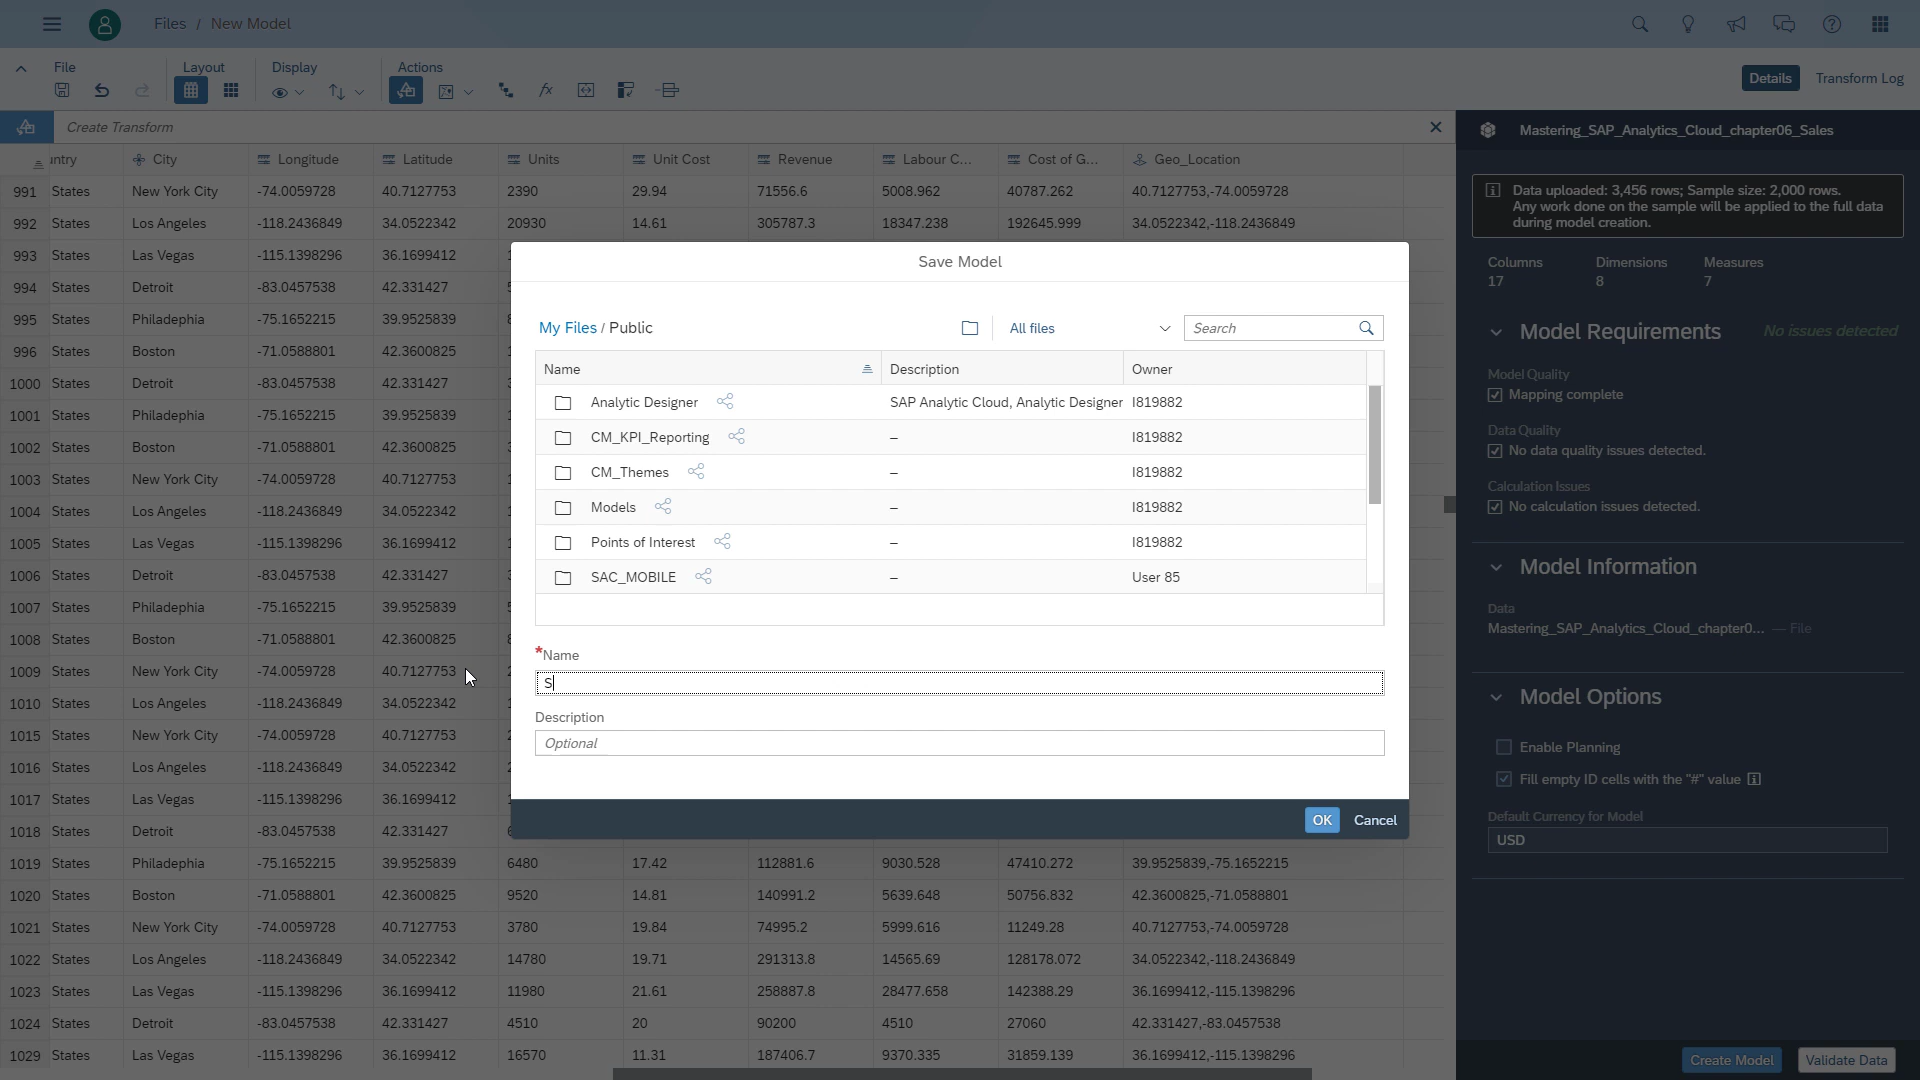 Files / New Model
File
Layout
Display
Actions
fx
Details
Transform Log
Create Transform
untry
City
Longitude
Latitude
Units
Unit Cost
Revenue
Labour C...
Cost of G...
Geo_Location
991 States New York City -74.0059728 40.7127753 2390 29.94 71556.6 5008.962 40787.262 40.7127753,-74.0059728
992 States Los Angeles -118.2436849 34.0522342 20930 14.61 305787.3 18347.238 192645.999 34.0522342,-118.2436849
993 States Las Vegas -115.1398296 36.1699412
994 States Detroit -83.0457538 42.331427
995 States Philadephia -75.1652215 39.9525839
996 States Boston -71.0588801 42.3600825
1000 States Detroit -83.0457538 42.331427
1001 States Philadephia -75.1652215 39.9525839
1002 States Boston -71.0588801 42.3600825
1003 States New York City -74.0059728 40.7127753
1004 States Los Angeles -118.2436849 34.0522342
1005 States Las Vegas -115.1398296 36.1699412
1006 States Detroit -83.0457538 42.331427
1007 States Philadephia -75.1652215 39.9525839
1008 States Boston -71.0588801 42.3600825
1009 States New York City -74.0059728 40.7127753
1010 States Los Angeles -118.2436849 34.0522342
1015 States New York City -74.0059728 40.7127753
1016 States Los Angeles -118.2436849 34.0522342
1017 States Las Vegas -115.1398296 36.1699412
1018 States Detroit -83.0457538 42.331427
1019 States Philadephia -75.1652215 39.9525839 6480 17.42 112881.6 9030.528 47410.272 39.9525839,-75.1652215
1020 States Boston -71.0588801 42.3600825 9520 14.81 140991.2 5639.648 50756.832 42.3600825,-71.0588801
1021 States New York City -74.0059728 40.7127753 3780 19.84 74995.2 5999.616 11249.28 40.7127753,-74.0059728
1022 States Los Angeles -118.2436849 34.0522342 14780 19.71 291313.8 14565.69 128178.072 34.0522342,-118.2436849
1023 States Las Vegas -115.1398296 36.1699412 11980 21.61 258887.8 28477.658 142388.29 36.1699412,-115.1398296
1024 States Detroit -83.0457538 42.331427 4510 20 90200 4510 27060 42.331427,-83.0457538
1029 States Las Vegas -115.1398296 36.1699412 16570 11.31 187406.7 9370.335 31859.139 36.1699412,-115.1398296
Save Model
My Files / Public
All files
Search
Name Description Owner
Analytic Designer SAP Analytic Cloud, Analytic Designer I819882
CM_KPI_Reporting – I819882
CM_Themes – I819882
Models – I819882
Points of Interest – I819882
SAC_MOBILE – User 85
*Name
S
Description
Optional
OK Cancel
Mastering_SAP_Analytics_Cloud_chapter06_Sales
Data uploaded: 3,456 rows; Sample size: 2,000 rows.
Any work done on the sample will be applied to the full data
during model creation.
Columns Dimensions Measures
17 8 7
Model Requirements No issues detected
Model Quality
Mapping complete
Data Quality
No data quality issues detected.
Calculation Issues
No calculation issues detected.
Model Information
Data
Mastering_SAP_Analytics_Cloud_chapter0... — File
Model Options
Enable Planning
Fill empty ID cells with the "#" value
Default Currency for Model
USD
Create Model Validate Data